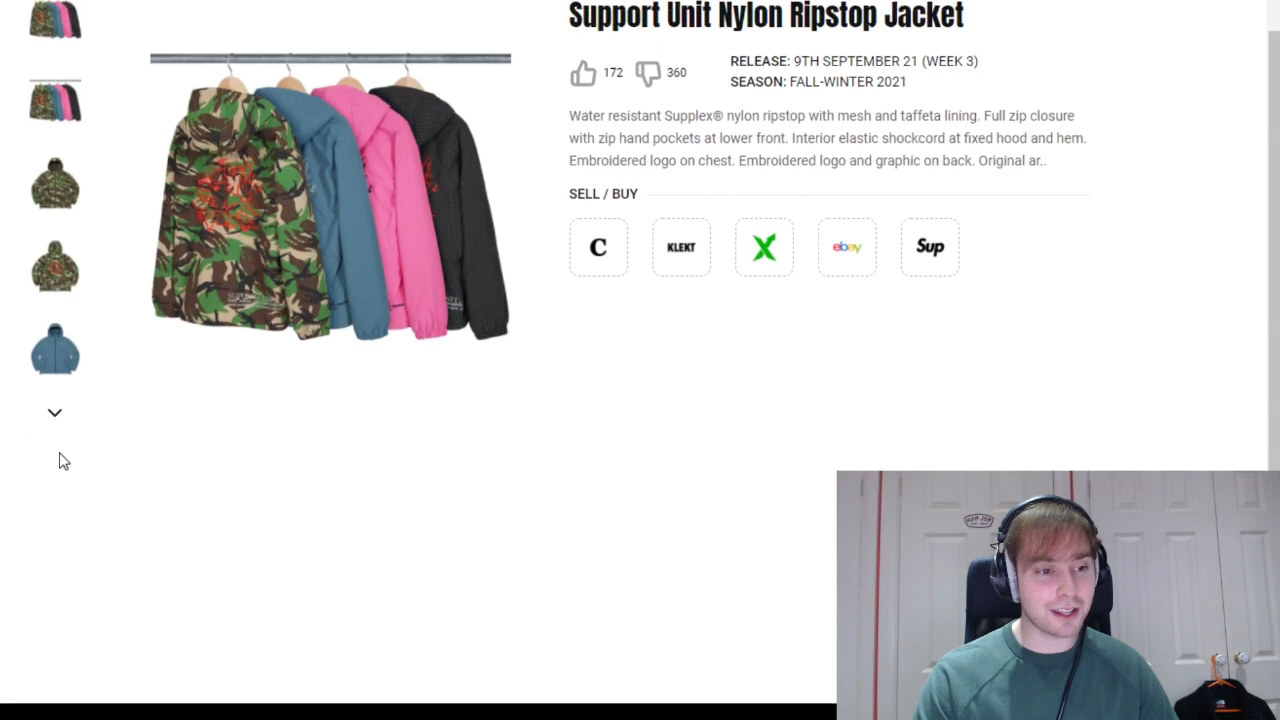 Support Unit Nylon Ripstop Jacket
172
360
RELEASE: 9TH SEPTEMBER 21 (WEEK 3)
SEASON: FALL-WINTER 2021
Water resistant Supplex® nylon ripstop with mesh and taffeta lining. Full zip closure
with zip hand pockets at lower front. Interior elastic shockcord at fixed hood and hem.
Embroidered logo on chest. Embroidered logo and graphic on back. Original ar..
SELL / BUY
C
KLEKT
X
ebay
Sup
RON JON